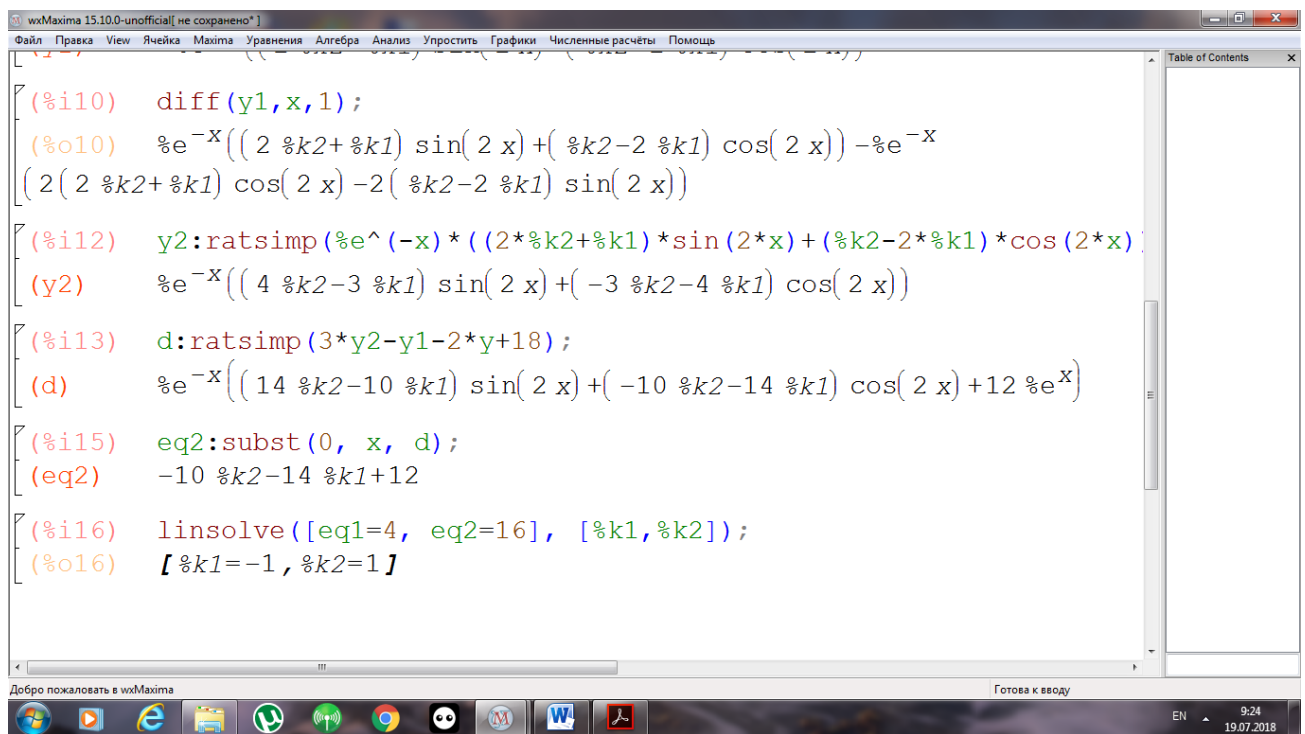 wxMaxima 15.10.0-unofficial[ не сохранено* ]
Файл Правка View Ячейка Maxima Уравнения Алгебра Анализ Упростить Графики Численные расчёты Помощь
Table of Contents x
(%i10) diff(y1,x,1);
(%o10) %e^{-x}((2 %k2+%k1) sin(2 x)+(%k2-2 %k1) cos(2 x))-%e^{-x}
(2(2 %k2+%k1) cos(2 x)-2(%k2-2 %k1) sin(2 x))
(%i12) y2:ratsimp(%e^(-x)*((2*%k2+%k1)*sin(2*x)+(%k2-2*%k1)*cos(2*x)
(y2) %e^{-x}((4 %k2-3 %k1) sin(2 x)+(-3 %k2-4 %k1) cos(2 x))
(%i13) d:ratsimp(3*y2-y1-2*y+18);
(d) %e^{-x}((14 %k2-10 %k1) sin(2 x)+(-10 %k2-14 %k1) cos(2 x)+12 %e^{x})
(%i15) eq2:subst(0, x, d);
(eq2) -10 %k2-14 %k1+12
(%i16) linsolve([eq1=4, eq2=16], [%k1,%k2]);
(%o16) [%k1=-1,%k2=1]
Добро пожаловать в wxMaxima
Готова к вводу
EN
9:24
19.07.2018